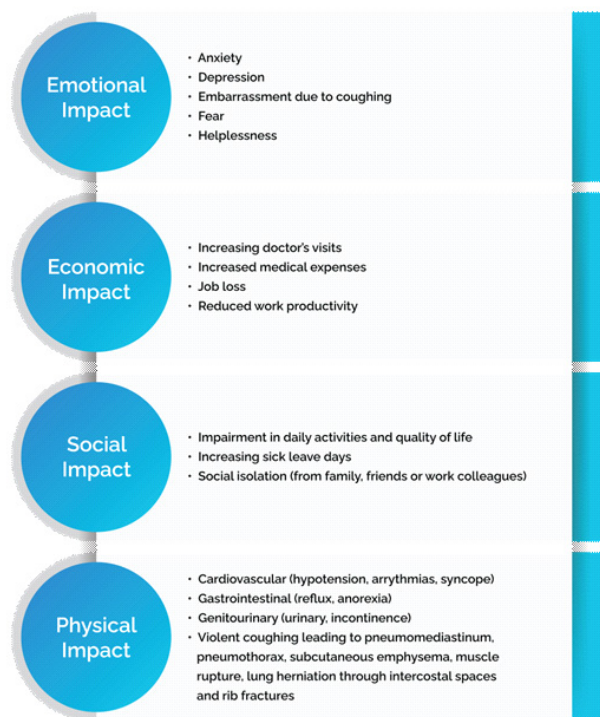 Emotional
Impact
· Anxiety
· Depression
· Embarrassment due to coughing
· Fear
· Helplessness
Economic
Impact
· Increasing doctor's visits
· Increased medical expenses
· Job loss
· Reduced work productivity
Social
Impact
· Impairment in daily activities and quality of life
· Increasing sick leave days
· Social isolation (from family, friends or work colleagues)
Physical
Impact
· Cardiovascular (hypotension, arrythmias, syncope)
· Gastrointestinal (reflux, anorexia)
· Genitourinary (urinary, incontinence)
· Violent coughing leading to pneumomediastinum,
pneumothorax, subcutaneous emphysema, muscle
rupture, lung herniation through intercostal spaces
and rib fractures